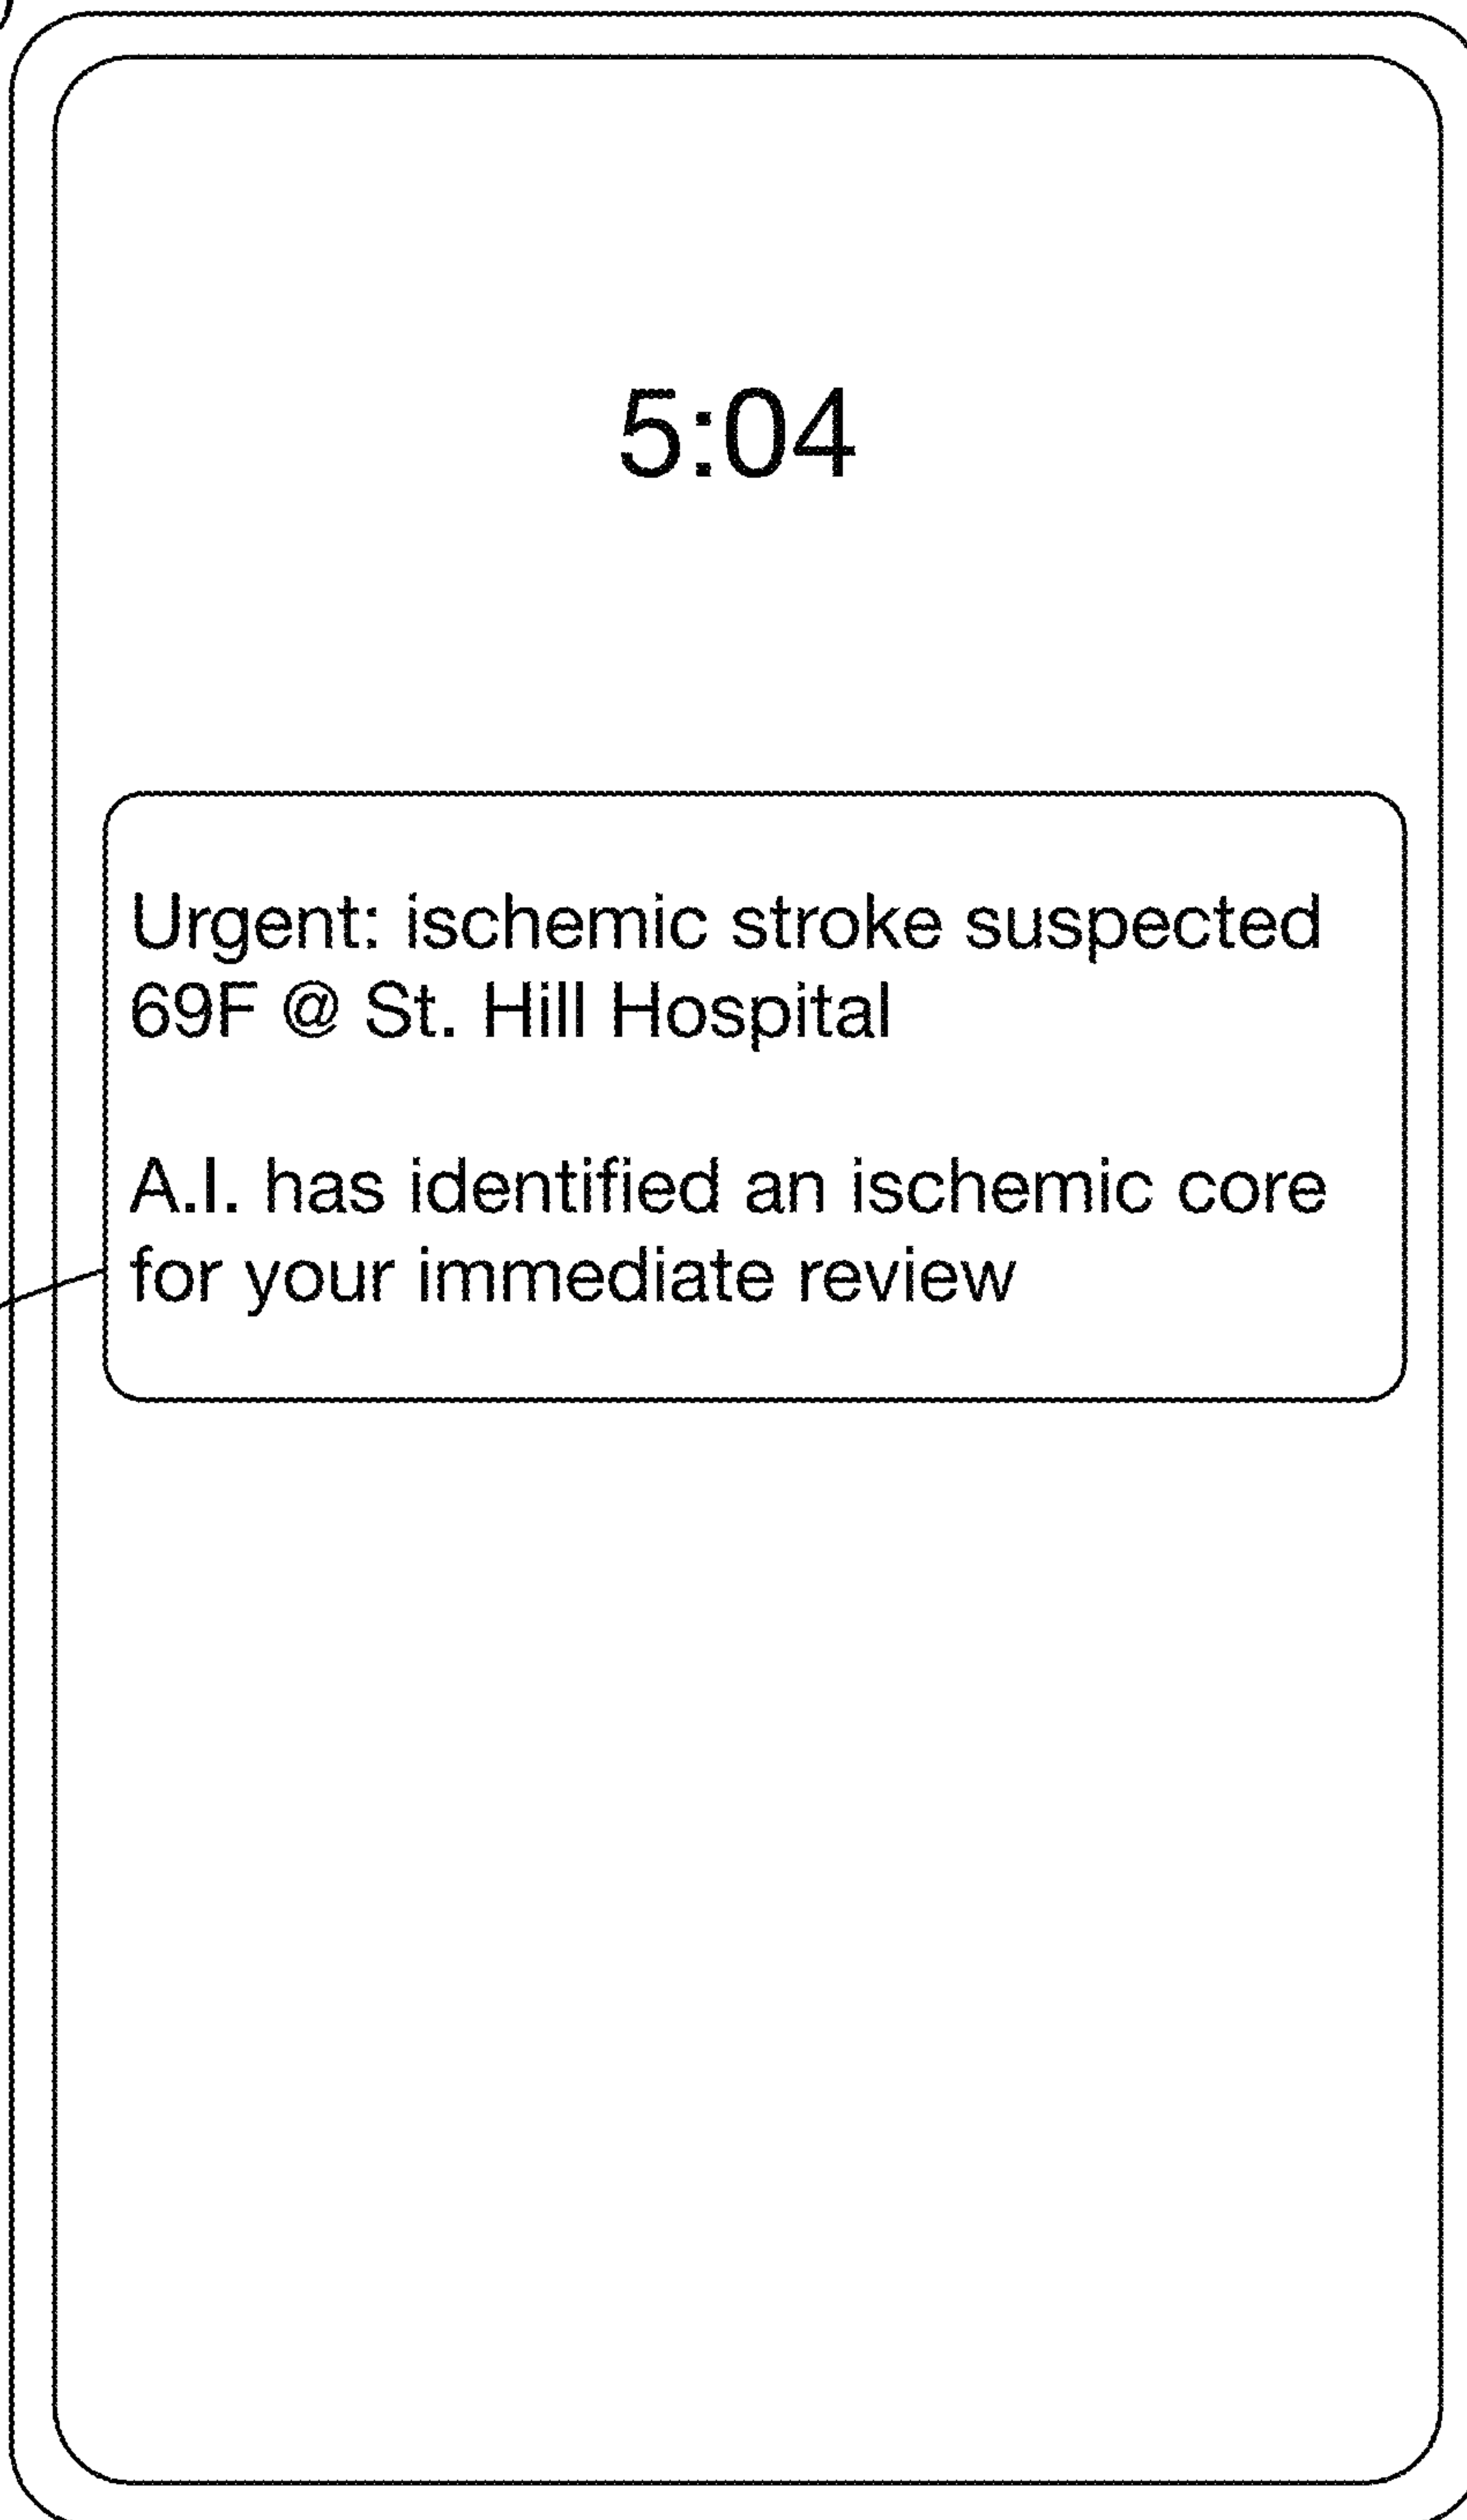 5:04
Urgent: ischemic stroke suspected
69F @ St. Hill Hospital
A.I. has identified an ischemic core
for your immediate review